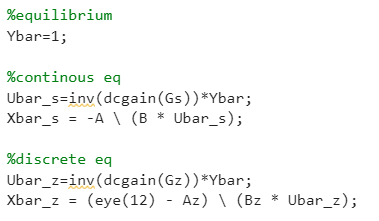 %equilibrium
Ybar=1;
%continous eq
Ubar_s=inv(dcgain(Gs))*Ybar;
Xbar_s = -A \ (B * Ubar_s);
%discrete eq
Ubar_z=inv(dcgain(Gz))*Ybar;
Xbar_z = (eye(12) - Az) \ (Bz * Ubar_z);